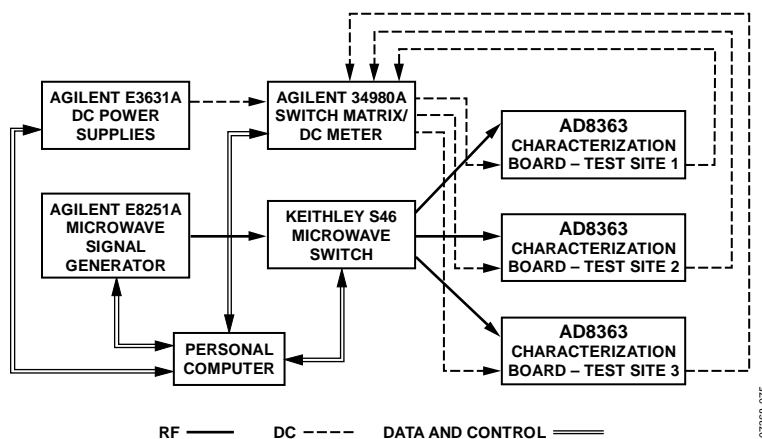 AGILENT E3631A
DC POWER
SUPPLIES
AGILENT 34980A
SWITCH MATRIX/
DC METER
AD8363
CHARACTERIZATION
BOARD – TEST SITE 1
AGILENT E8251A
MICROWAVE
SIGNAL
GENERATOR
KEITHLEY S46
MICROWAVE
SWITCH
AD8363
CHARACTERIZATION
BOARD – TEST SITE 2
PERSONAL
COMPUTER
AD8363
CHARACTERIZATION
BOARD – TEST SITE 3
RF DC DATA AND CONTROL